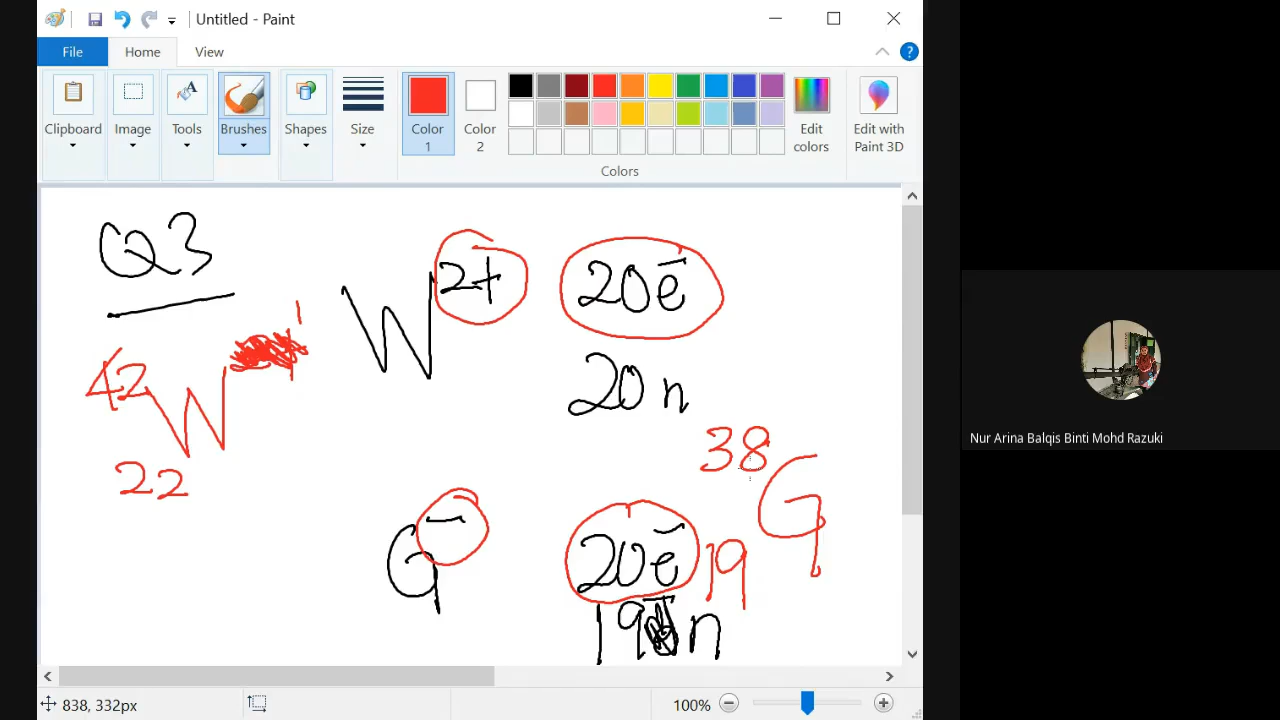 Untitled - Paint
File Home View
Clipboard Image Tools Brushes Shapes Size Color 1 Color 2 Edit colors Edit with Paint 3D
Colors
Q3
W 2+ 20e̅
42 W 22
20 n
38 G 19
G − 20e̅
19 n
Nur Arina Balqis Binti Mohd Razuki
838, 332px 100%